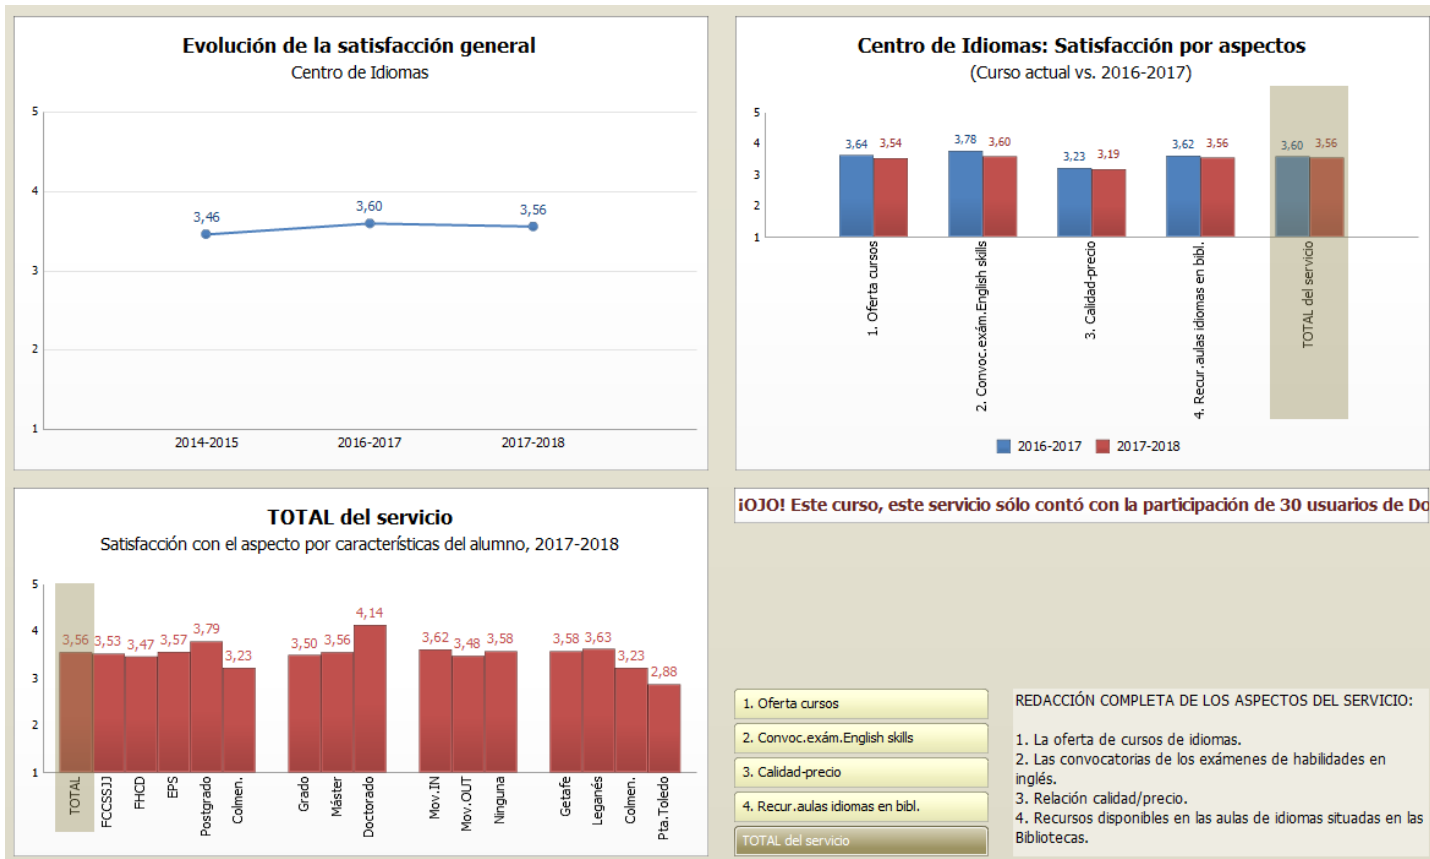 Evolución de la satisfacción general
Centro de Idiomas
5
4
3
2
1
3,46
3,60
3,56
2014-2015
2016-2017
2017-2018
Centro de Idiomas: Satisfacción por aspectos
(Curso actual vs. 2016-2017)
5
4
3
2
1
3,64 3,54
3,78 3,60
3,23 3,19
3,62 3,56
3,60 3,56
1. Oferta cursos
2. Convoc.exám.English skills
3. Calidad-precio
4. Recur.aulas idiomas en bibl.
TOTAL del servicio
2016-2017 2017-2018
TOTAL del servicio
Satisfacción con el aspecto por características del alumno, 2017-2018
5
4
3
2
1
3,56 3,53 3,47 3,57 3,79 3,23
3,50 3,56 4,14
3,62 3,48 3,58
3,58 3,63 3,23 2,88
TOTAL
FCCSSJJ
FHCD
EPS
Postgrado
Colmen.
Grado
Máster
Doctorado
Mov.IN
Mov.OUT
Ninguna
Getafe
Leganés
Colmen.
Pta.Toledo
¡OJO! Este curso, este servicio sólo contó con la participación de 30 usuarios de Do
1. Oferta cursos
2. Convoc.exám.English skills
3. Calidad-precio
4. Recur.aulas idiomas en bibl.
TOTAL del servicio
REDACCIÓN COMPLETA DE LOS ASPECTOS DEL SERVICIO:
1. La oferta de cursos de idiomas.
2. Las convocatorias de los exámenes de habilidades en
inglés.
3. Relación calidad/precio.
4. Recursos disponibles en las aulas de idiomas situadas en las
Bibliotecas.